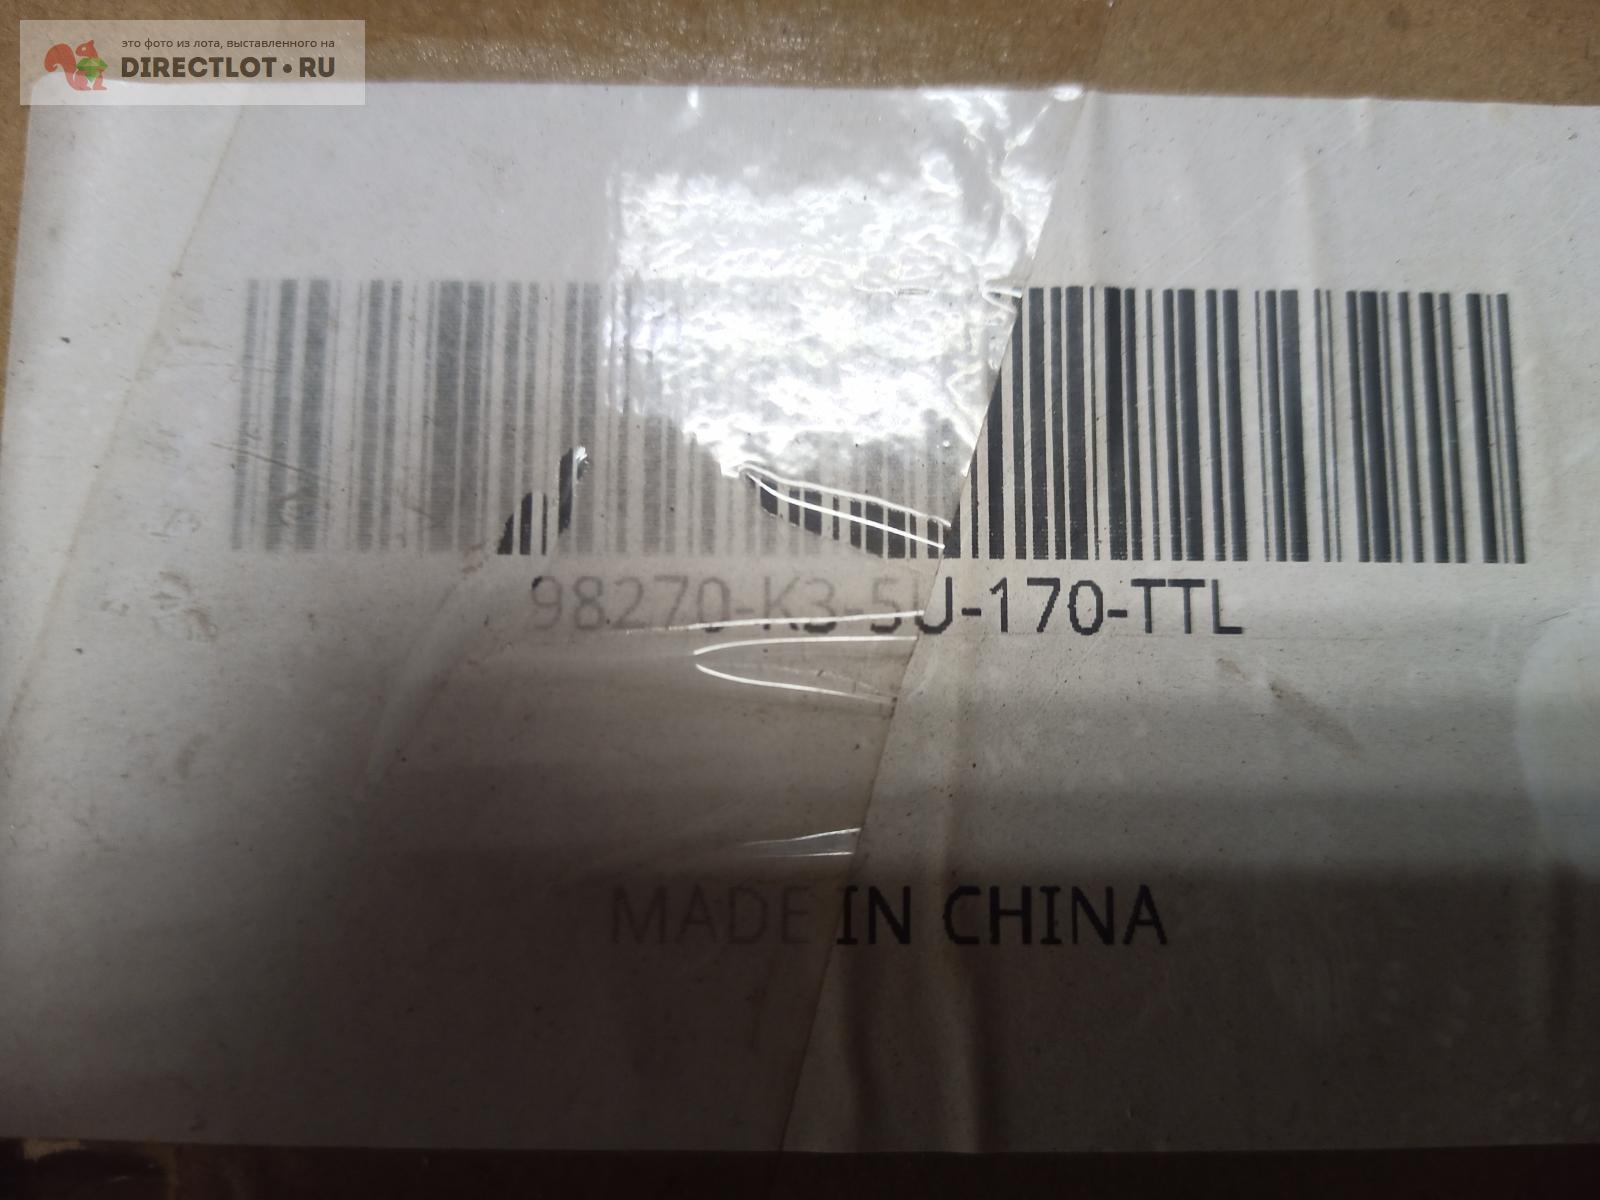 это фото из лота, выставленного на
DIRECTLOT•RU
98270-K3-5U-170-TTL
MADE IN CHINA